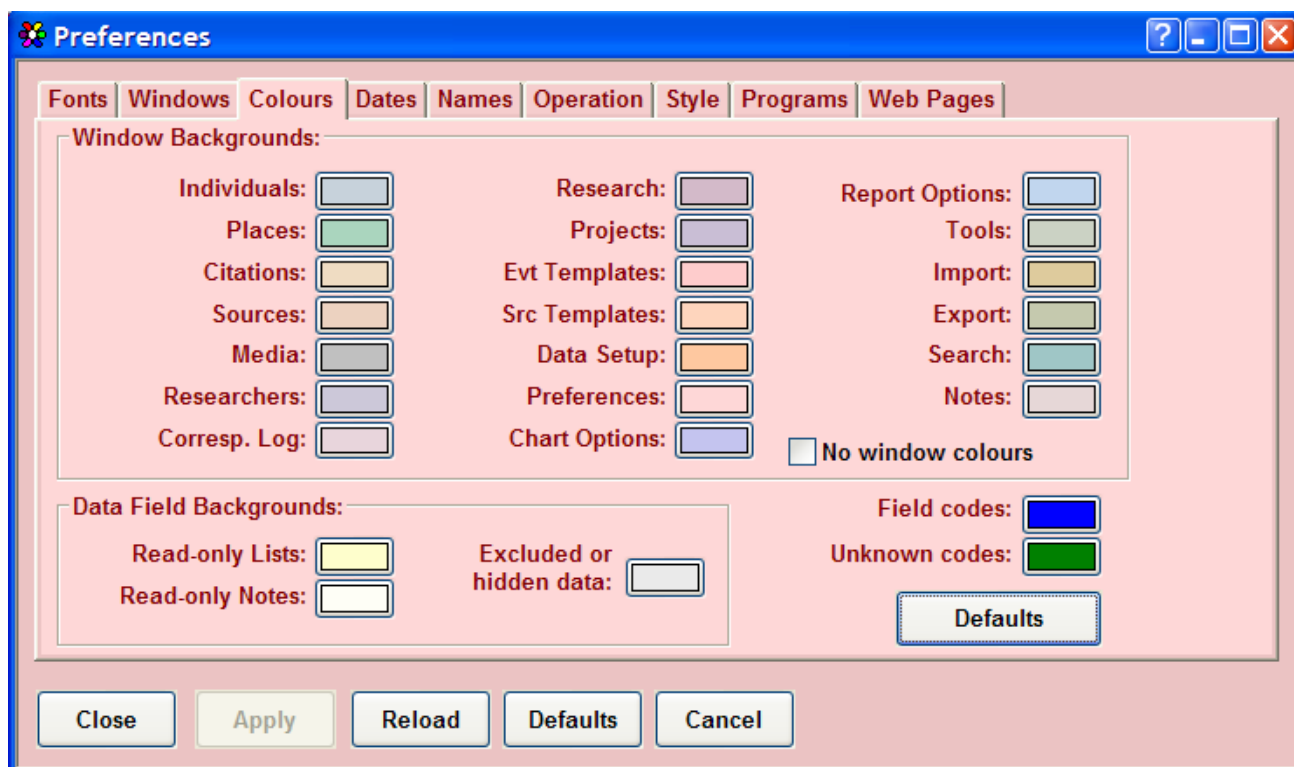 Preferences
?
Fonts Windows Colours Dates Names Operation Style Programs Web Pages
Window Backgrounds:
Individuals: Research: Report Options:
Places: Projects: Tools:
Citations: Evt Templates: Import:
Sources: Src Templates: Export:
Media: Data Setup: Search:
Researchers: Preferences: Notes:
Corresp. Log: Chart Options: No window colours
Data Field Backgrounds:
Read-only Lists:
Read-only Notes:
Excluded or
hidden data:
Field codes:
Unknown codes:
Defaults
Close Apply Reload Defaults Cancel